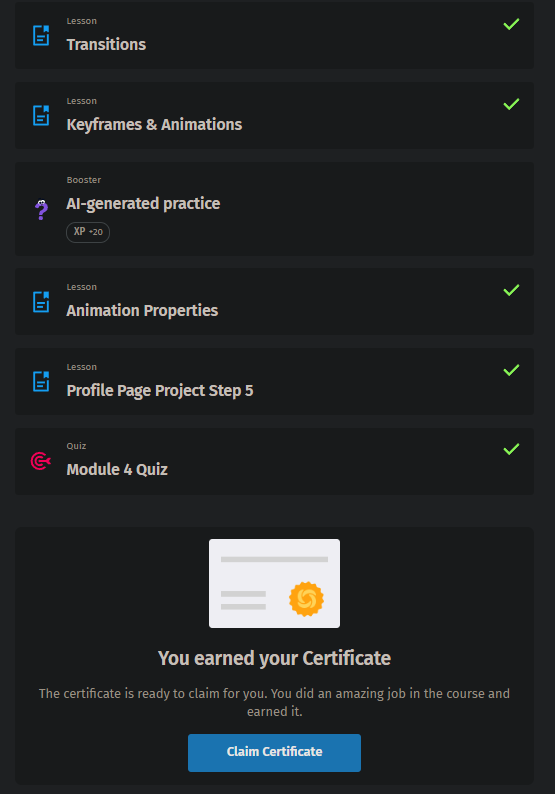 Lesson
Transitions
Lesson
Keyframes & Animations
Booster
AI-generated practice
XP +20
Lesson
Animation Properties
Lesson
Profile Page Project Step 5
Quiz
Module 4 Quiz
You earned your Certificate
The certificate is ready to claim for you. You did an amazing job in the course and
earned it.
Claim Certificate